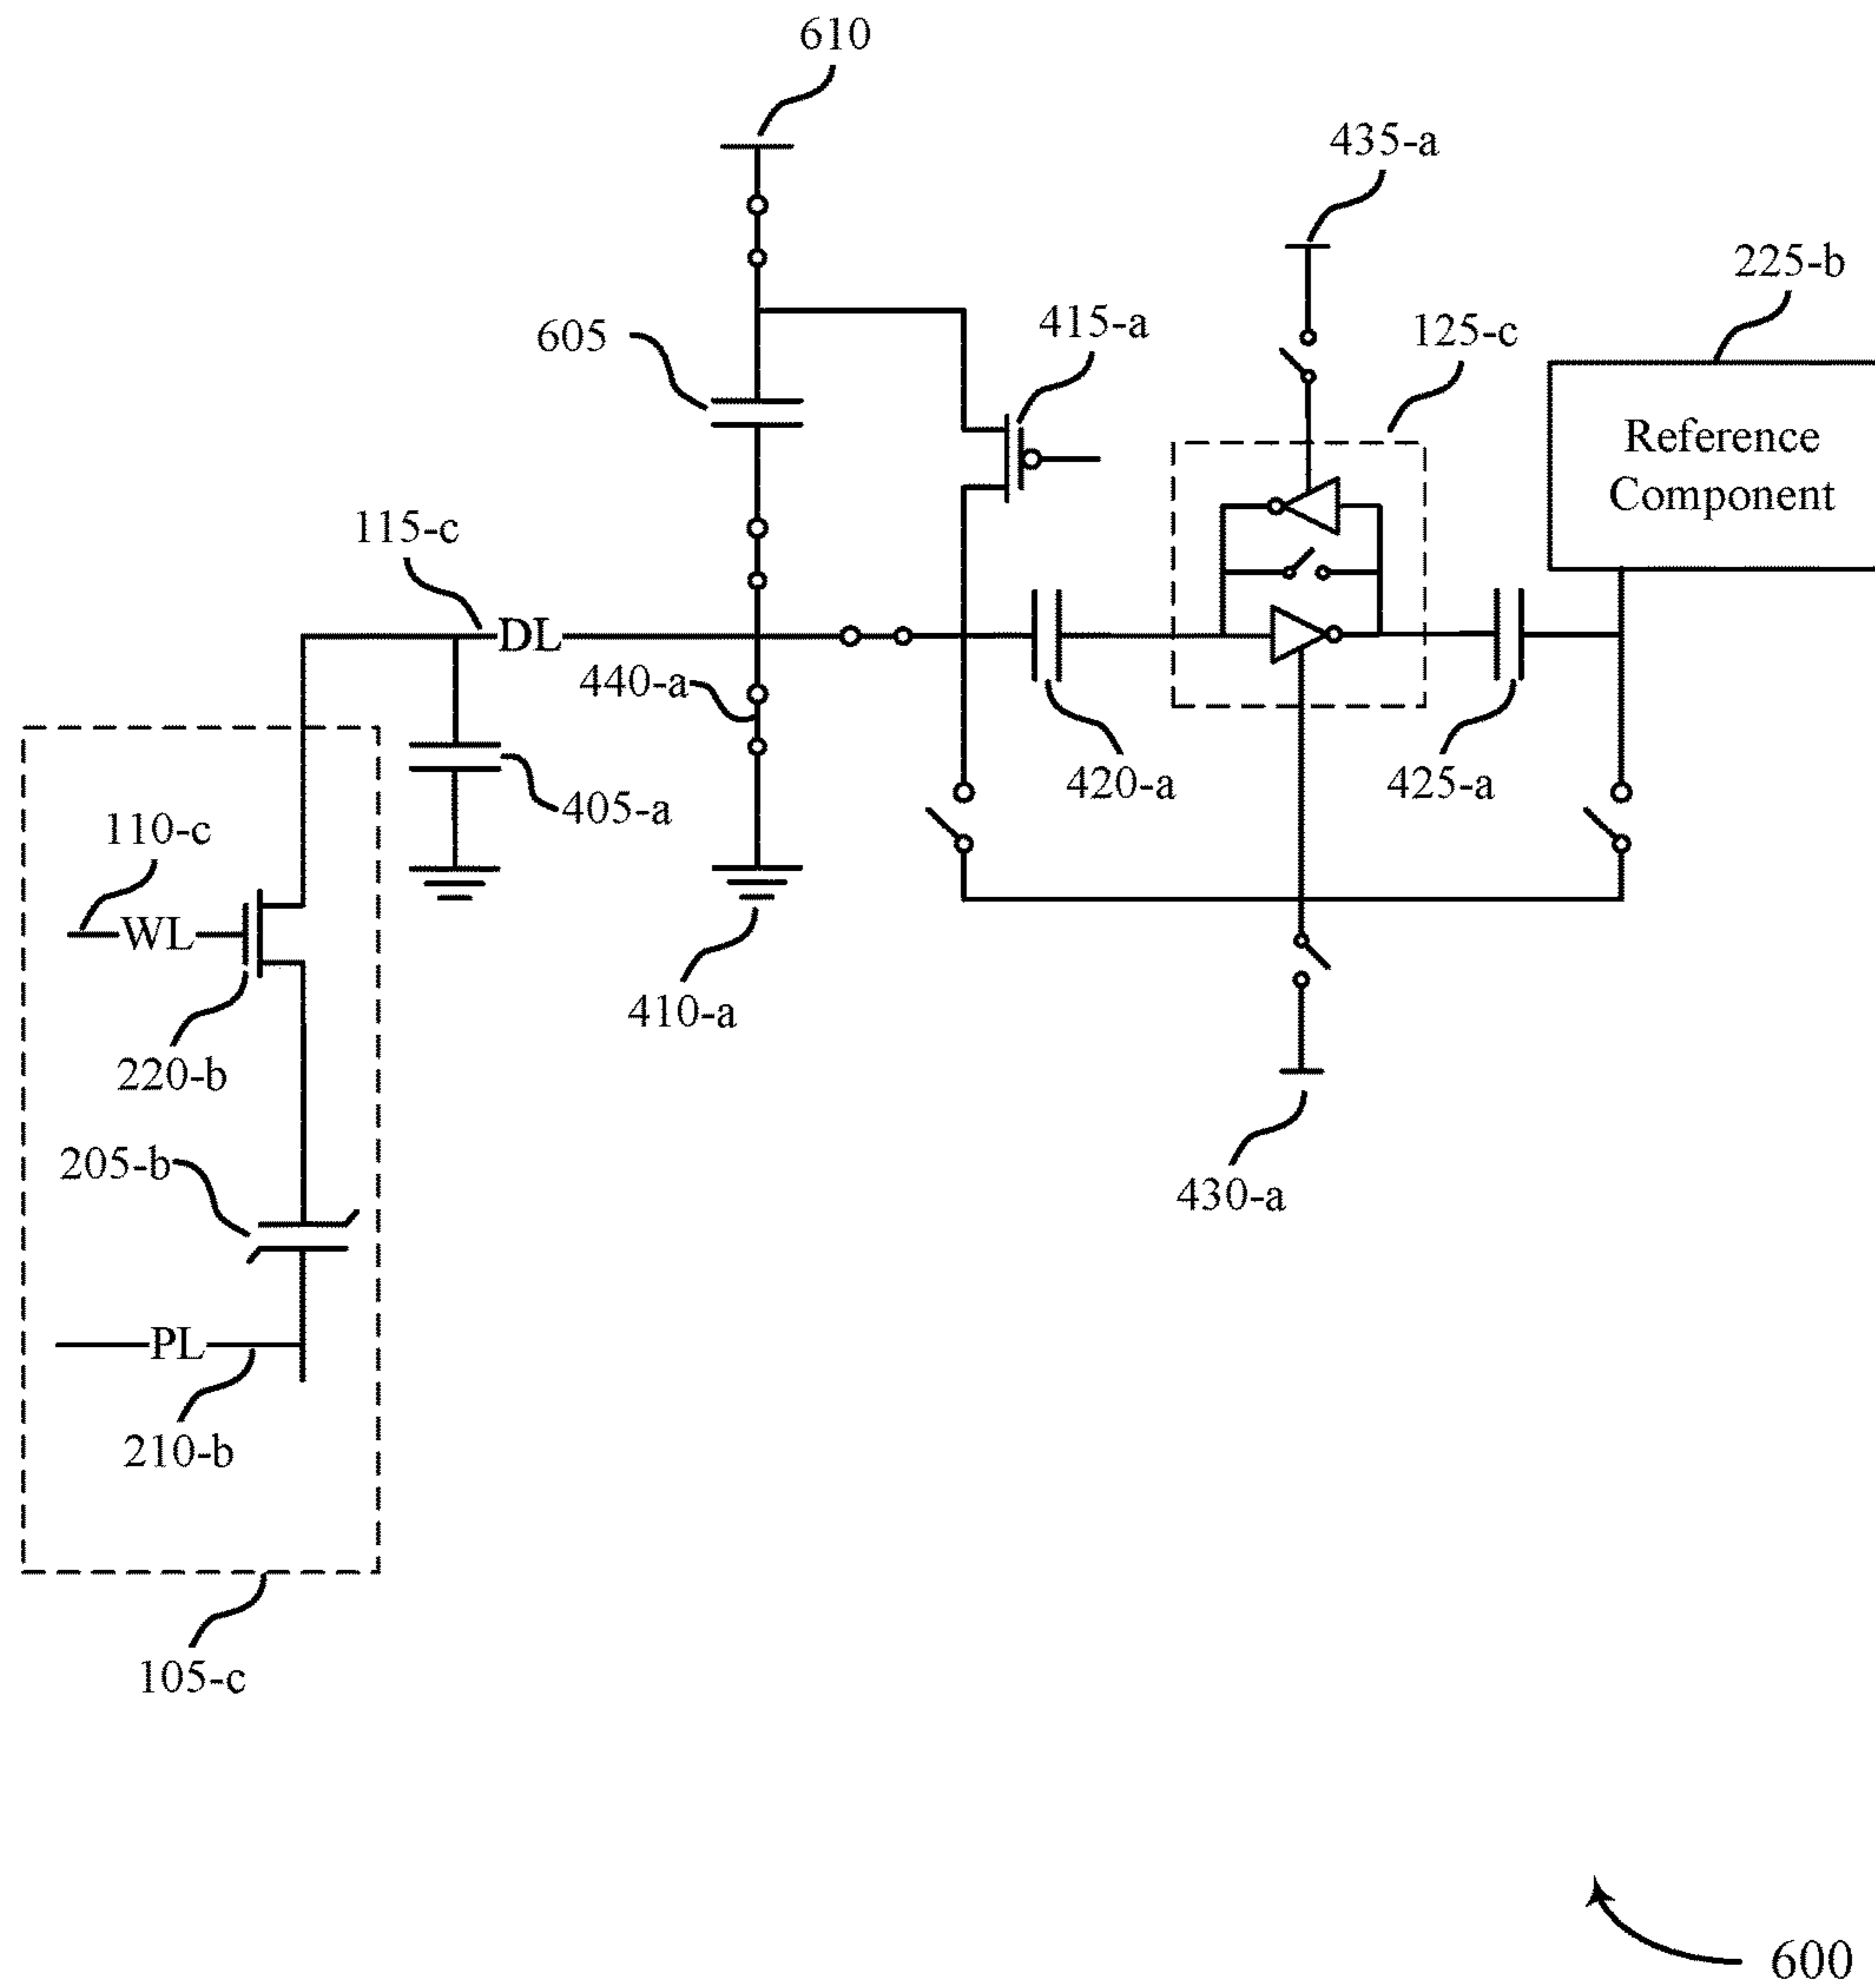 610
435-a
225-b
605
415-a
125-c
Reference
Component
115-c
DL
440-a
420-a
425-a
405-a
110-c
WL
410-a
220-b
205-b
430-a
PL
210-b
105-c
600